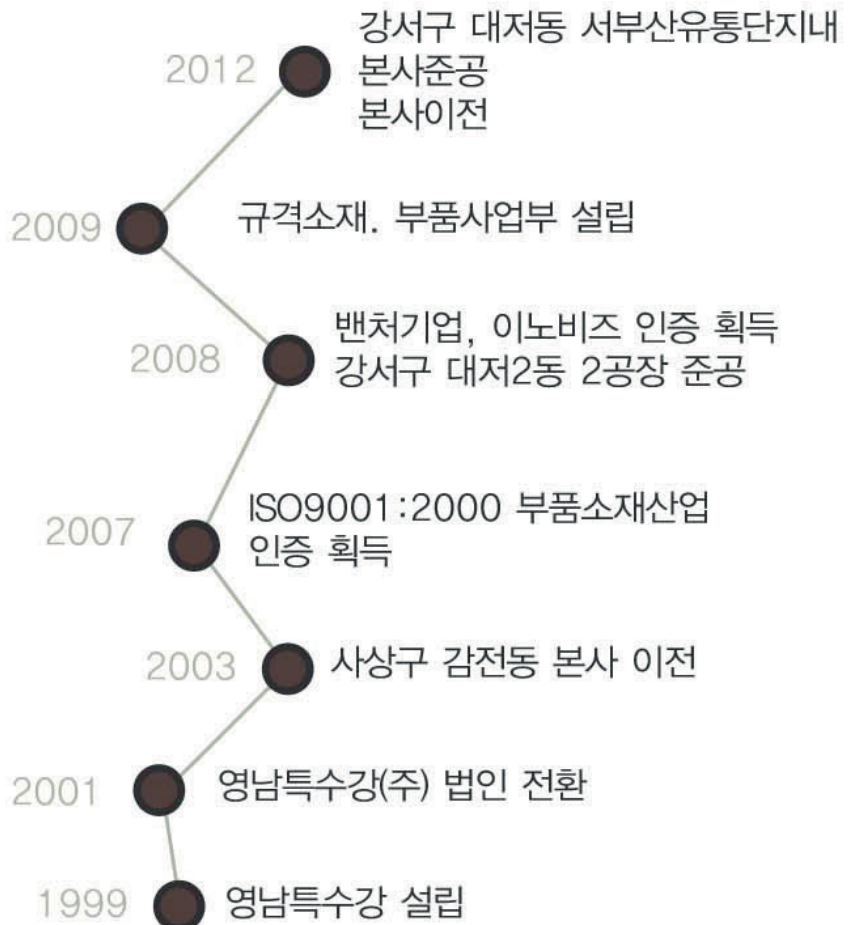 2012
강서구 대저동 서부산유통단지내
본사준공
본사이전
2009
규격소재. 부품사업부 설립
2008
밴처기업, 이노비즈 인증 획득
강서구 대저2동 2공장 준공
2007
ISO9001:2000 부품소재산업
인증 획득
2003
사상구 감전동 본사 이전
2001
영남특수강(주) 법인 전환
1999
영남특수강 설립